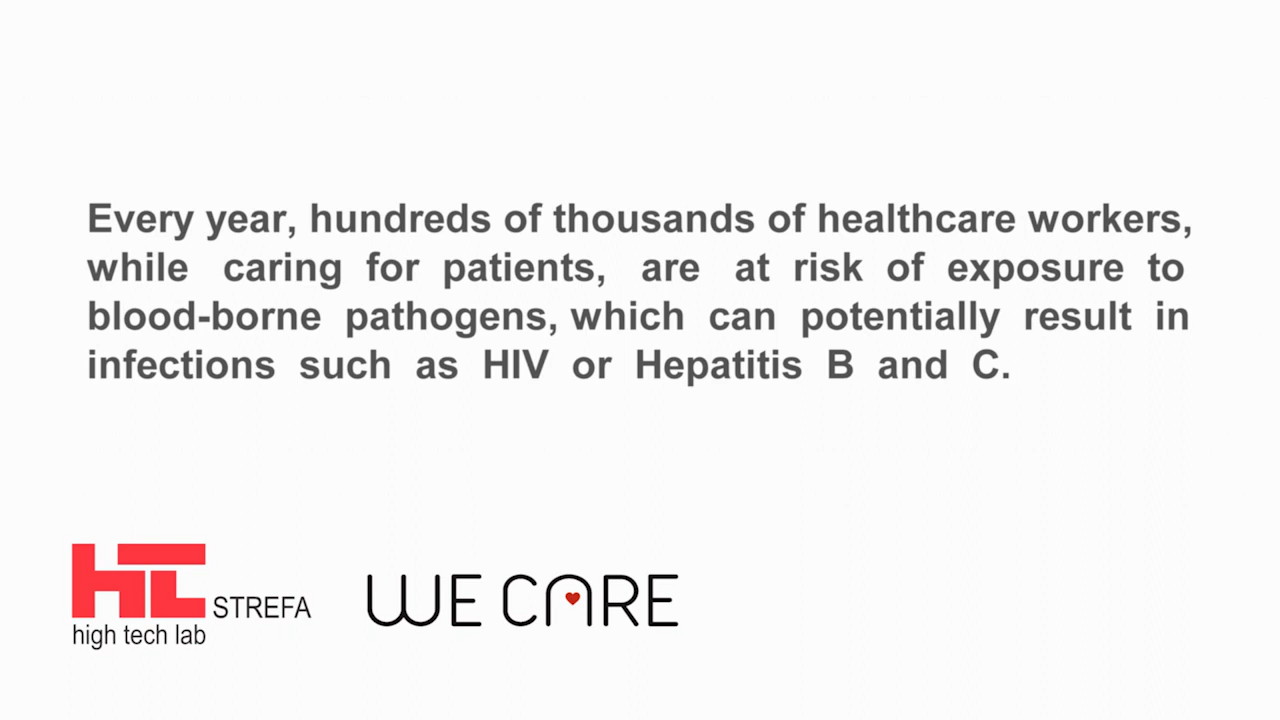 Every year, hundreds of thousands of healthcare workers,
while caring for patients, are at risk of exposure to
blood-borne pathogens, which can potentially result in
infections such as HIV or Hepatitis B and C.
HTL STREFA
high tech lab
WE CARE